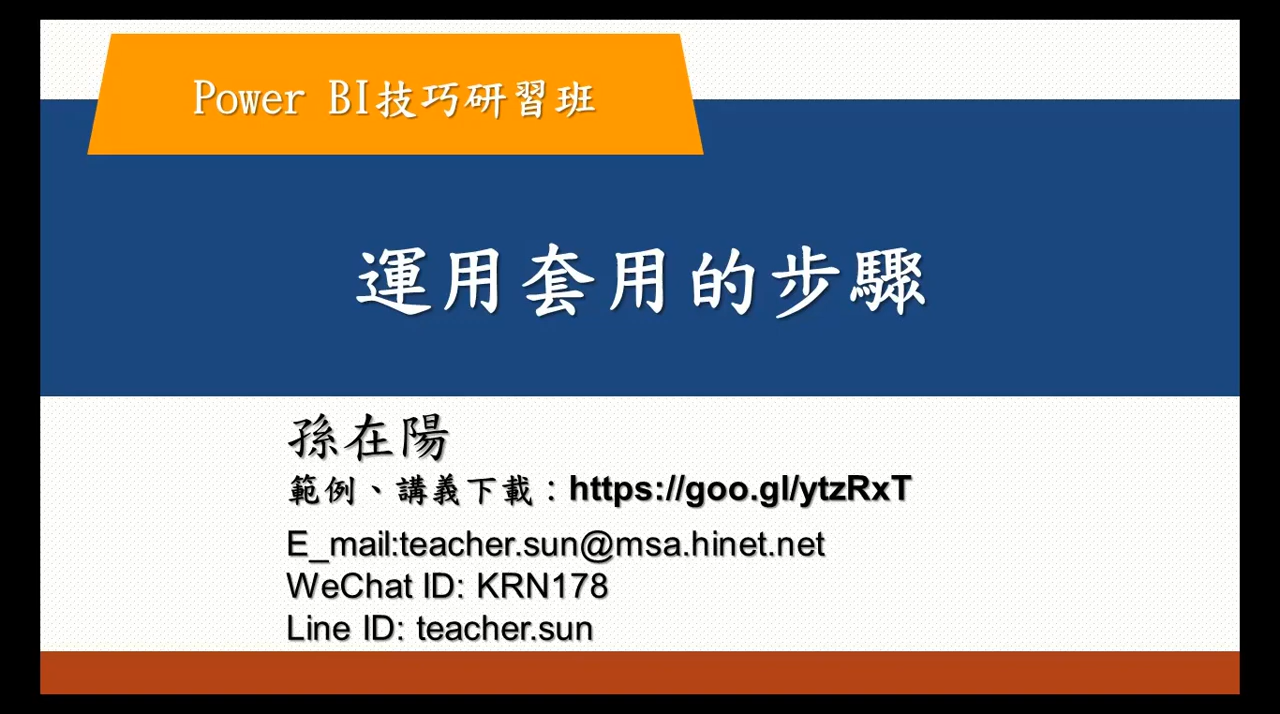 Power BI技巧研習班
運用套用的步驟
孫在陽
範例、講義下載：https://goo.gl/ytzRxT
E_mail:teacher.sun@msa.hinet.net
WeChat ID: KRN178
Line ID: teacher.sun